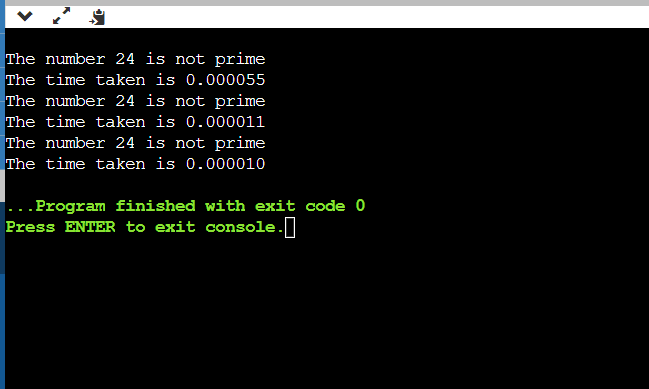 The number 24 is not prime
The time taken is 0.000055
The number 24 is not prime
The time taken is 0.000011
The number 24 is not prime
The time taken is 0.000010
...Program finished with exit code 0
Press ENTER to exit console.